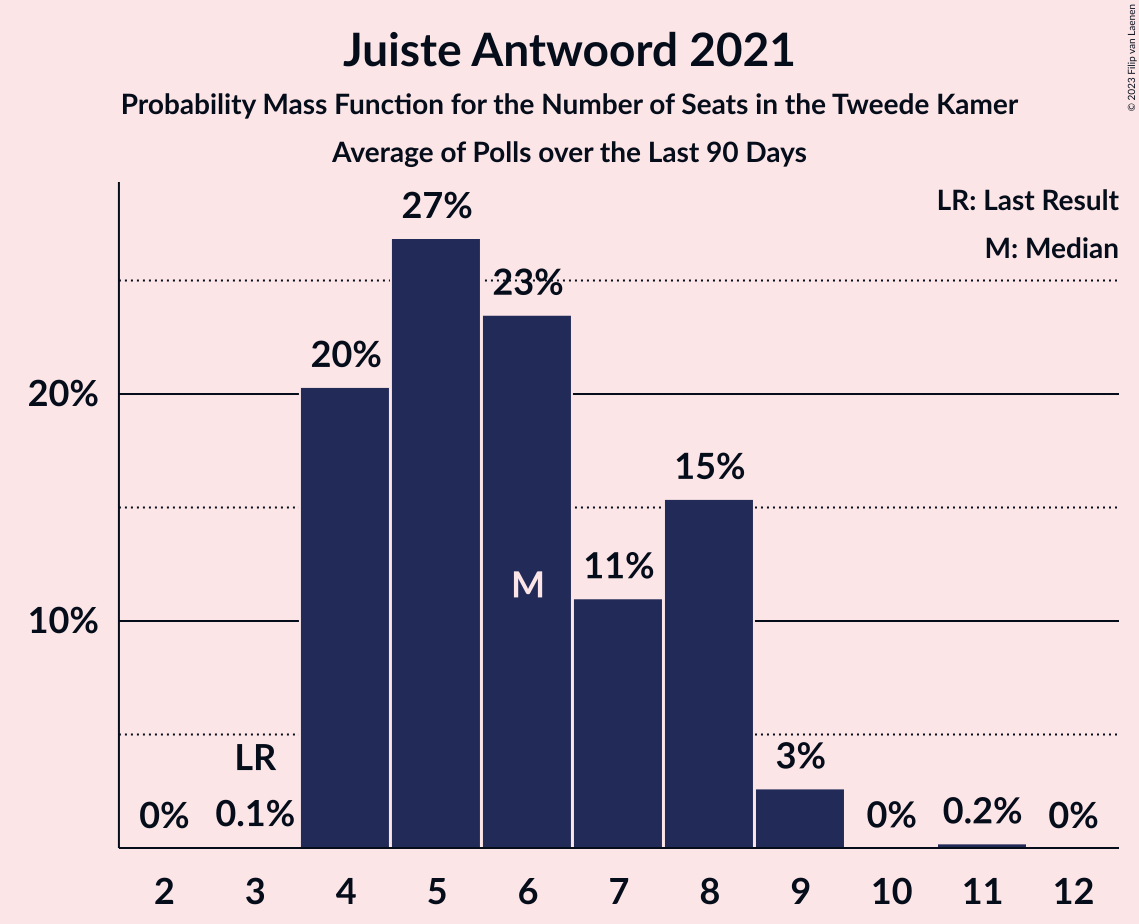 Juiste Antwoord 2021
Probability Mass Function for the Number of Seats in the Tweede Kamer
Average of Polls over the Last 90 Days
© 2023 Filip van Laenen
LR: Last Result
M: Median
27%
23%
20%
20%
15%
11%
M
10%
LR
3%
0%
0.1%
0%
0.2%
0%
2 3 4 5 6 7 8 9 10 11 12